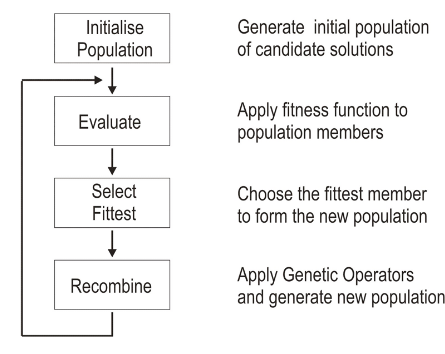 Initialise
Population
Generate initial population
of candidate solutions
Evaluate
Apply fitness function to
population members
Select
Fittest
Choose the fittest member
to form the new population
Recombine
Apply Genetic Operators
and generate new population